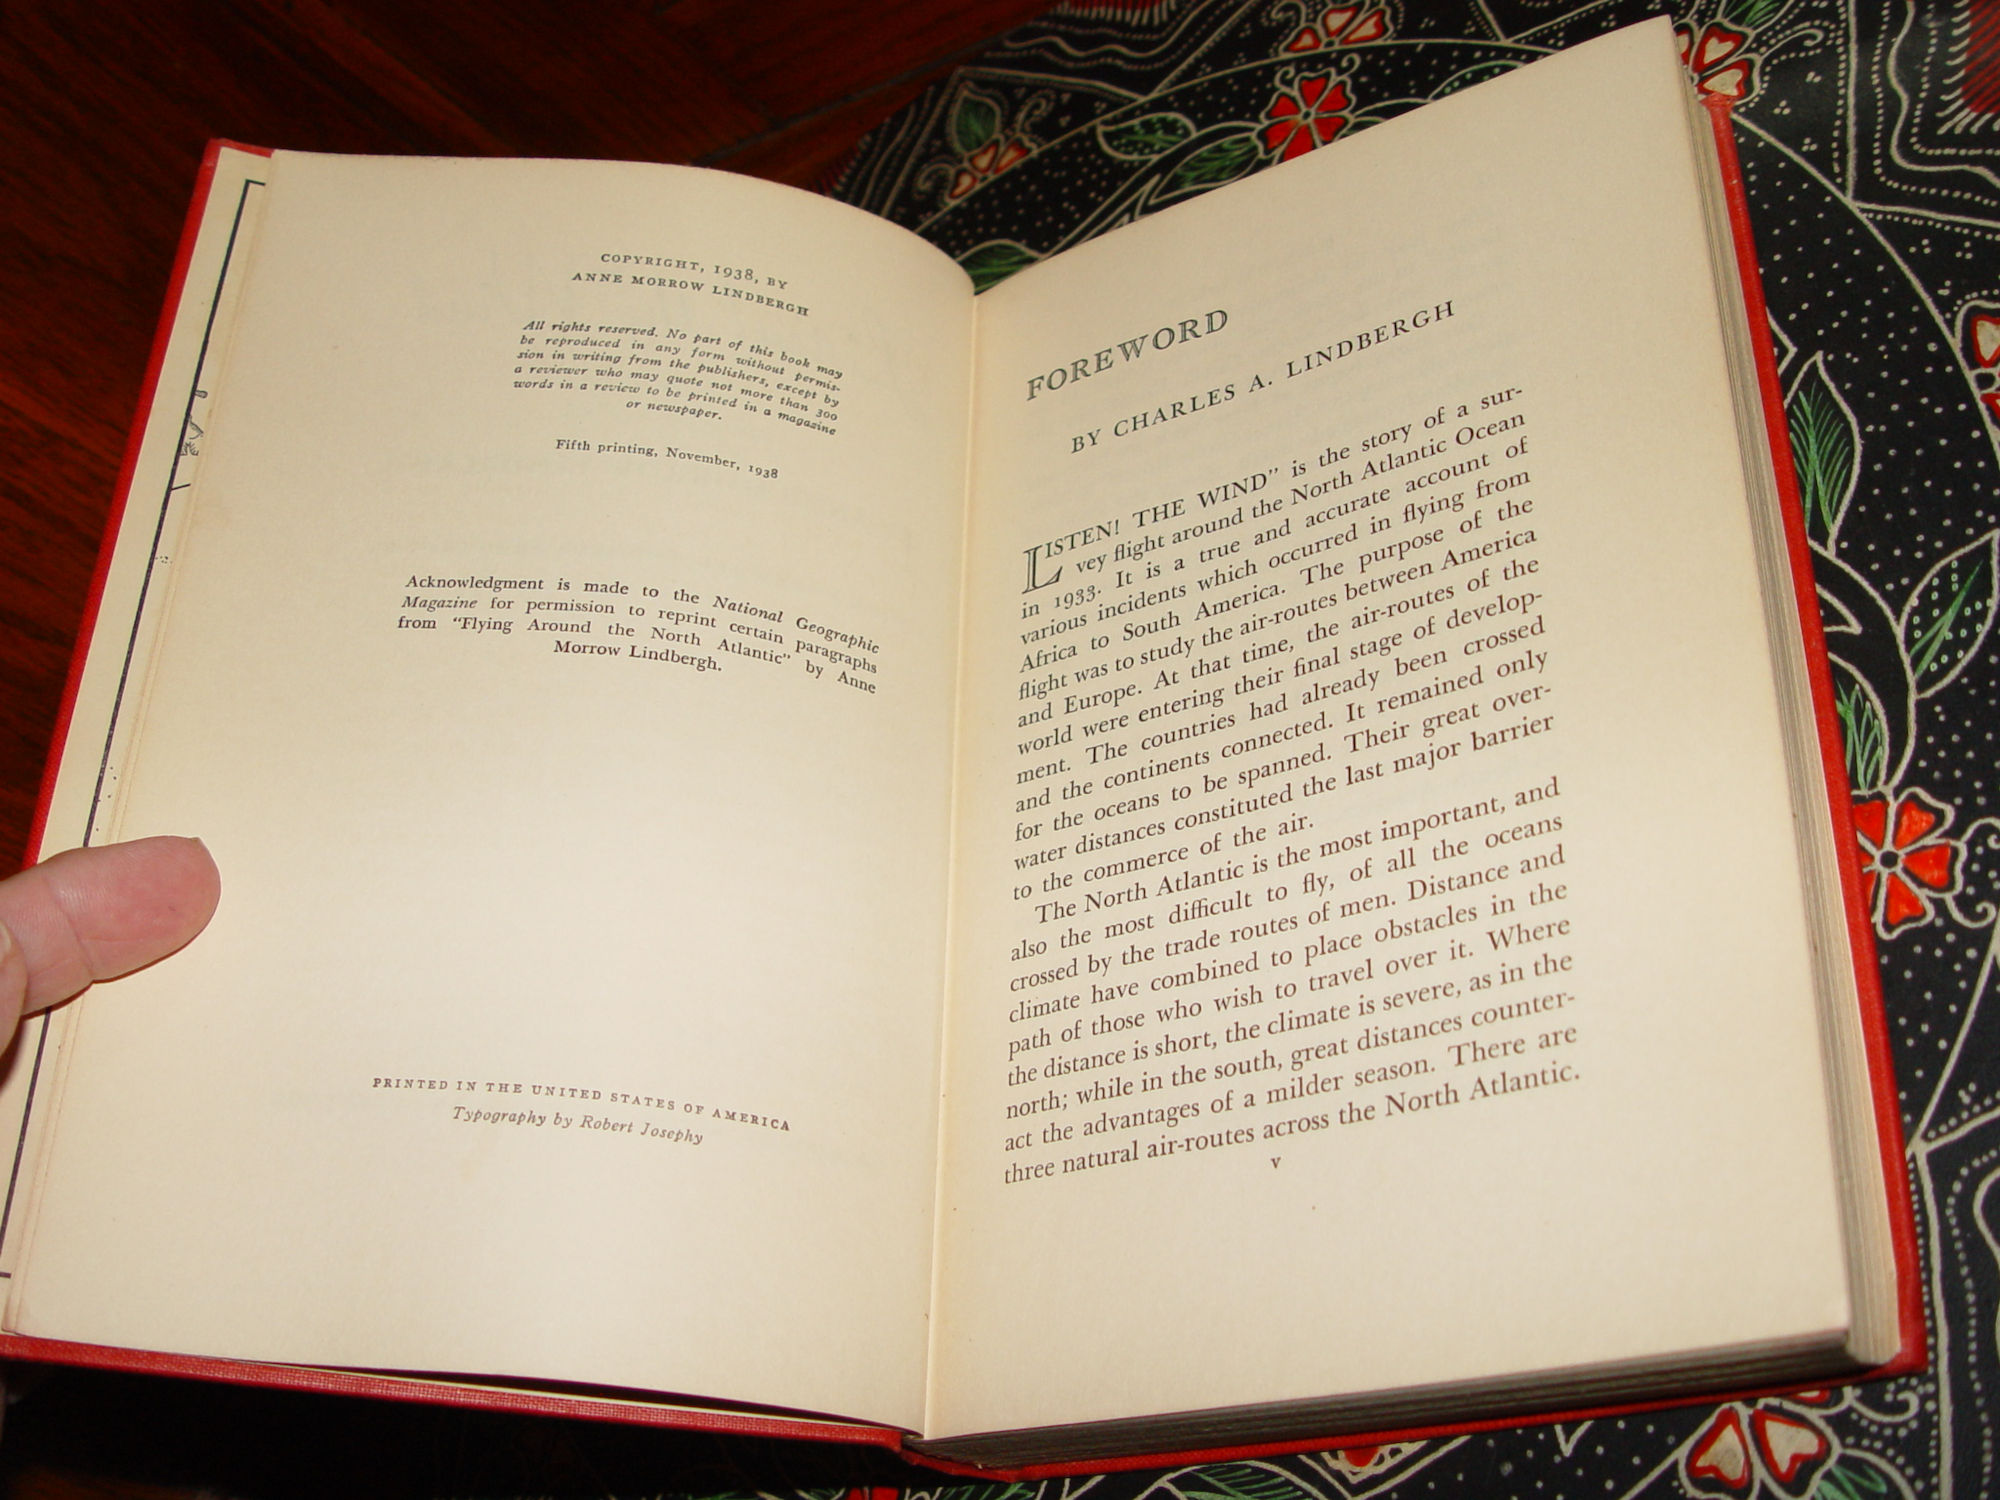 COPYRIGHT, 1938, BY
ANNE MORROW LINDBERGH
All rights reserved. No part of this book may
be reproduced in any form without permis-
sion in writing from the publishers, except by
a reviewer who may quote not more than 300
words in a review to be printed in a magazine
or newspaper.
Fifth printing, November, 1938
Acknowledgment is made to the National Geographic
Magazine for permission to reprint certain paragraphs
from "Flying Around the North Atlantic" by Anne
Morrow Lindbergh.
PRINTED IN THE UNITED STATES OF AMERICA
Typography by Robert Josephy
FOREWORD
BY CHARLES A. LINDBERGH
LISTEN! THE WIND" is the story of a sur-
vey flight around the North Atlantic Ocean
in 1933. It is a true and accurate account of
various incidents which occurred in flying from
Africa to South America. The purpose of the
flight was to study the air-routes between America
and Europe. At that time, the air-routes of the
world were entering their final stage of develop-
ment. The countries had already been crossed
and the continents connected. It remained only
for the oceans to be spanned. Their great over-
water distances constituted the last major barrier
to the commerce of the air.
The North Atlantic is the most important, and
also the most difficult to fly, of all the oceans
crossed by the trade routes of men. Distance and
climate have combined to place obstacles in the
path of those who wish to travel over it. Where
the distance is short, the climate is severe, as in the
north; while in the south, great distances counter-
act the advantages of a milder season. There are
three natural air-routes across the North Atlantic.
v